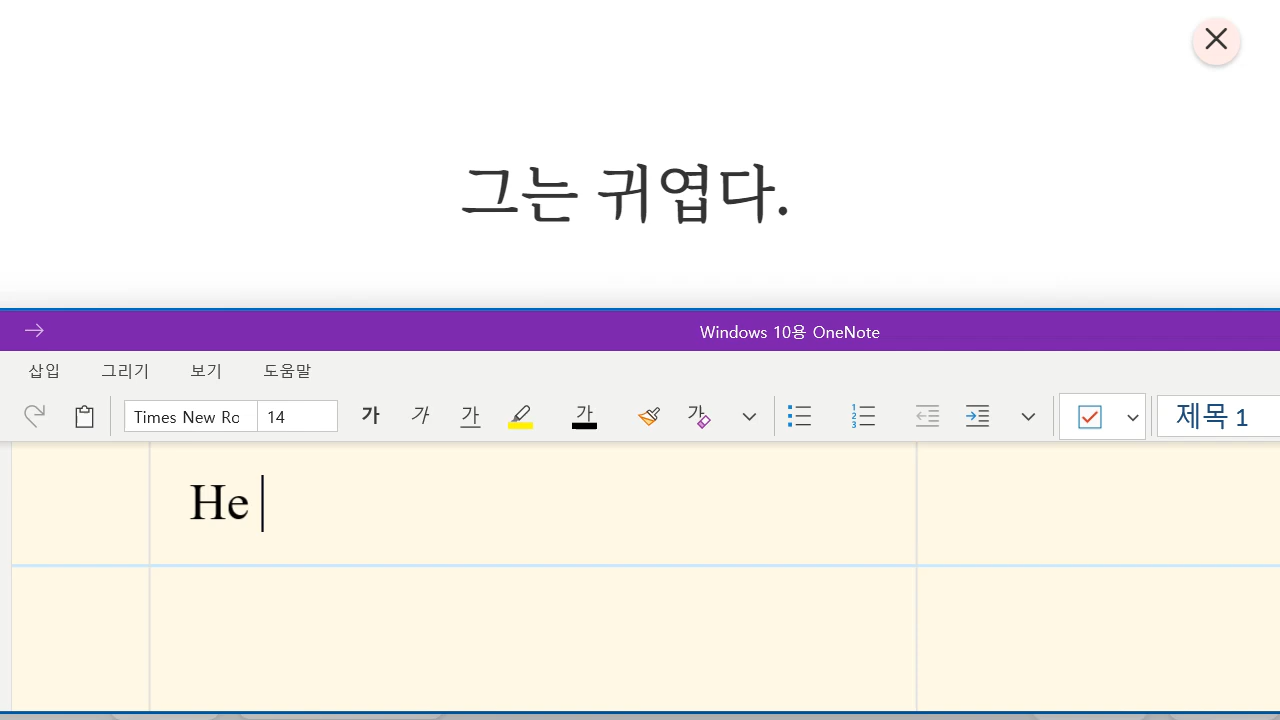 그는 귀엽다.
Windows 10용 OneNote
삽입 그리기 보기 도움말
Times New Ro 14 가 가 가 가 가 제목 1
He